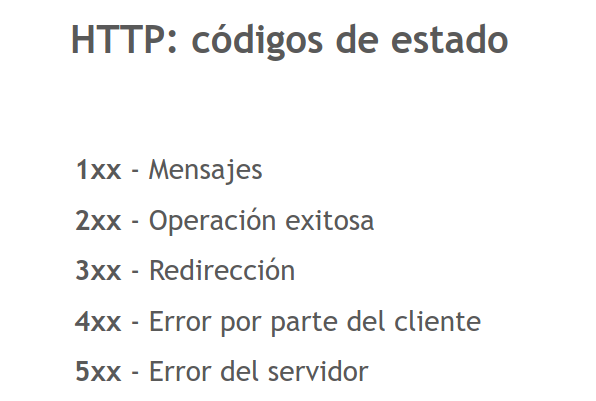 HTTP: códigos de estado
1xx - Mensajes
2xx - Operación exitosa
3xx - Redirección
4xx - Error por parte del cliente
5xx - Error del servidor